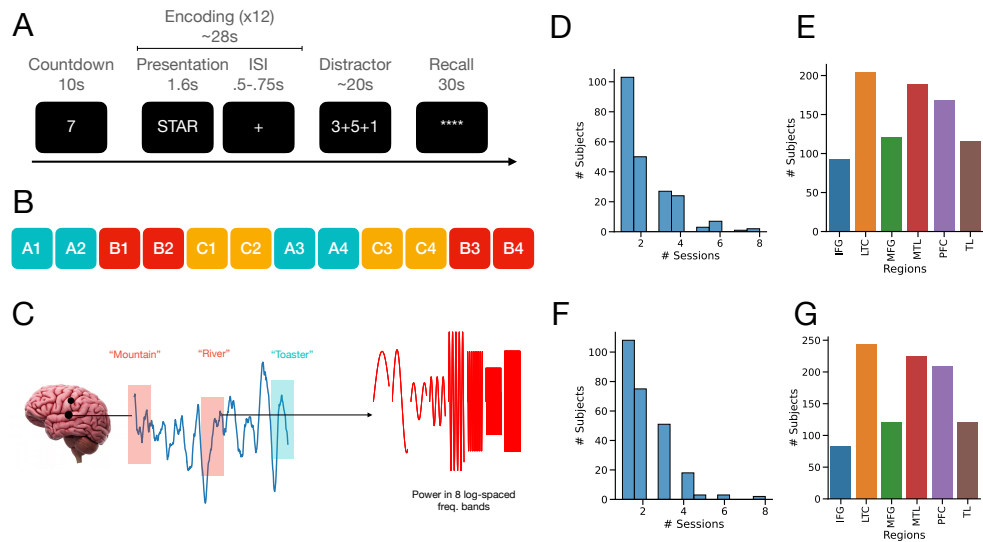 A
Encoding (x12)
~28s
Countdown
10s
Presentation
1.6s
ISI
.5-.75s
Distractor
~20s
Recall
30s
7
STAR
+
3+5+1
****
B
A1 A2 B1 B2 C1 C2 A3 A4 C3 C4 B3 B4
C
“Mountain”
“River”
“Toaster”
Power in 8 log-spaced
freq. bands
D
# Subjects
100
80
60
40
20
0
2 4 6 8
# Sessions
E
# Subjects
200
150
100
50
0
IFG LTC MFG MTL PFC TL
Regions
F
# Subjects
100
80
60
40
20
0
2 4 6 8
# Sessions
G
# Subjects
250
200
150
100
50
0
IFG LTC MFG MTL PFC TL
Regions